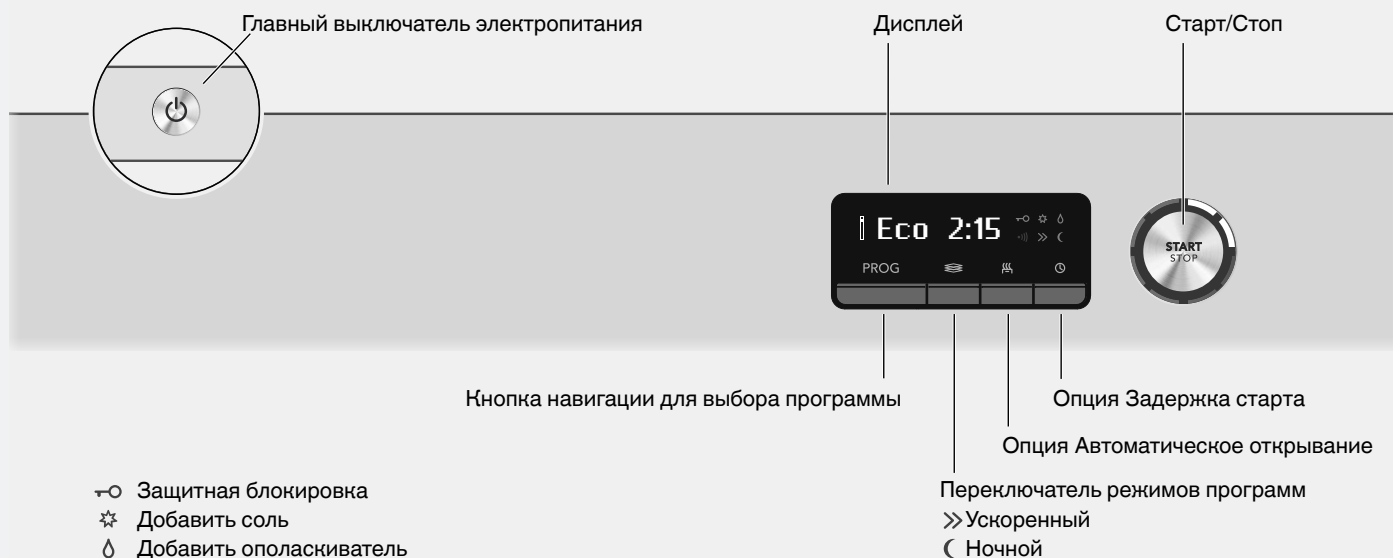 Главный выключатель электропитания
Дисплей
Старт/Стоп
Eco 2:15
PROG
START
STOP
Кнопка навигации для выбора программы
Опция Задержка старта
Опция Автоматическое открывание
Переключатель режимов программ
Ускоренный
Ночной
Защитная блокировка
Добавить соль
Добавить ополаскиватель